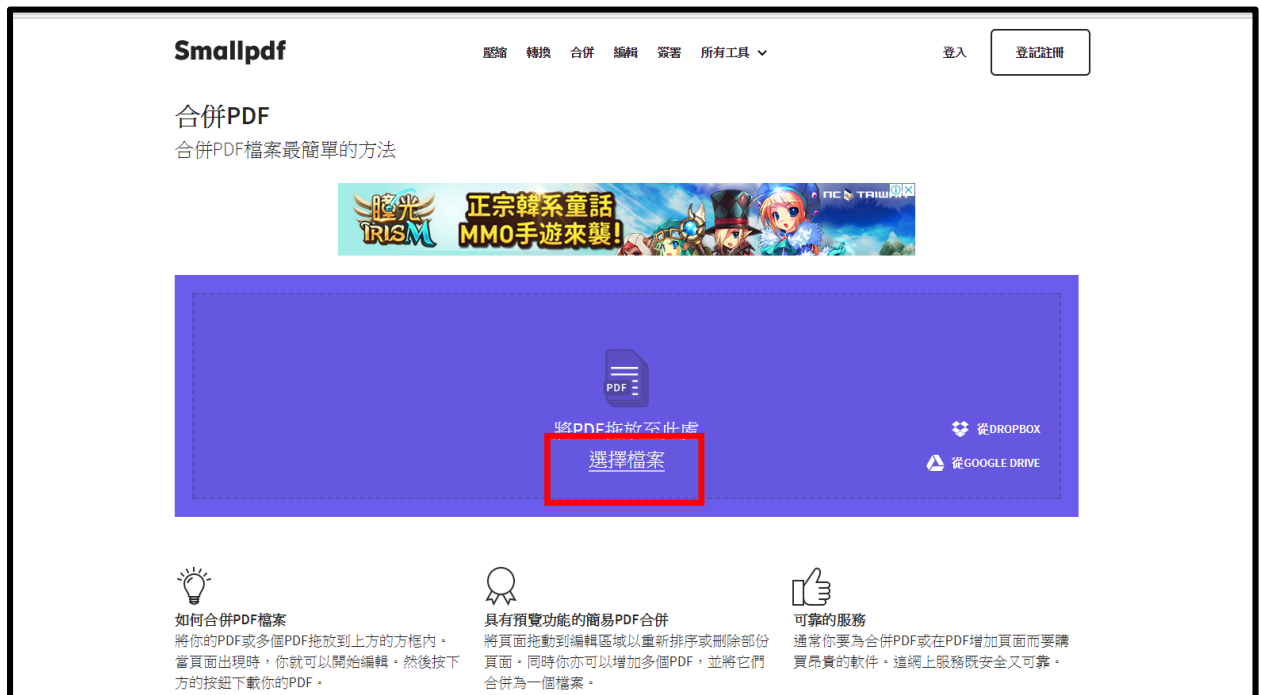 Smallpdf
壓縮 轉換 合併 編輯 簽署 所有工具
登入 登記註冊
合併PDF
合併PDF檔案最簡單的方法
瞳光
IRIS M
正宗韓系童話
MMO手遊來襲!
NC TAIWAN
PDF
將PDF拖放至此處
選擇檔案
從DROPBOX
從GOOGLE DRIVE
如何合併PDF檔案
將你的PDF或多個PDF拖放到上方的方框內。
當頁面出現時,你就可以開始編輯。然後按下
方的按鈕下載你的PDF。
具有預覽功能的簡易PDF合併
將頁面拖動到編輯區域以重新排序或刪除部份
頁面。同時你亦可以增加多個PDF,並將它們
合併為一個檔案。
可靠的服務
通常你要為合併PDF或在PDF增加頁面而要購
買昂貴的軟件。這網上服務既安全又可靠。